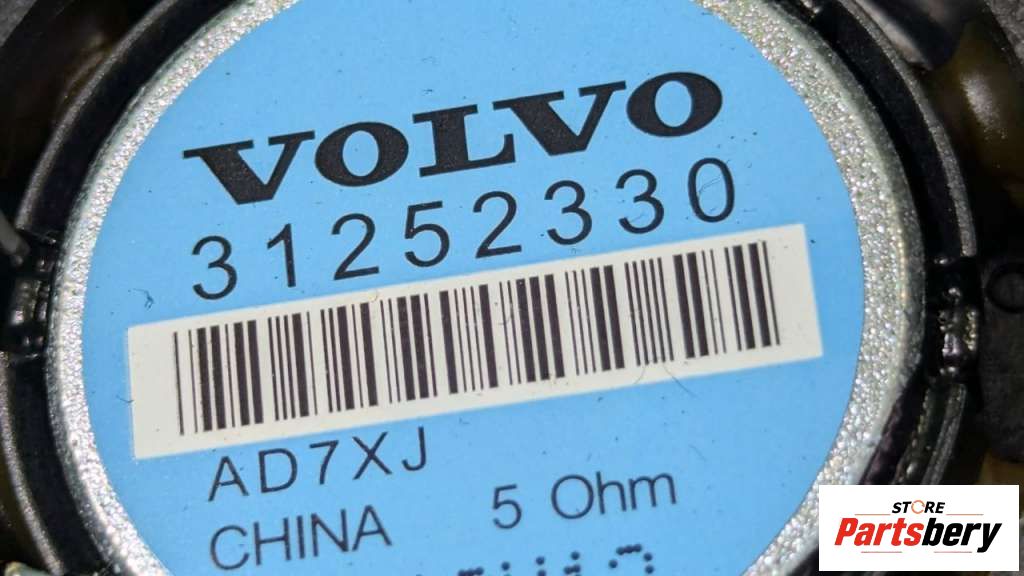 VOLVO
31252330
AD7XJ
CHINA 5 Ohm
STORE
Partsbery